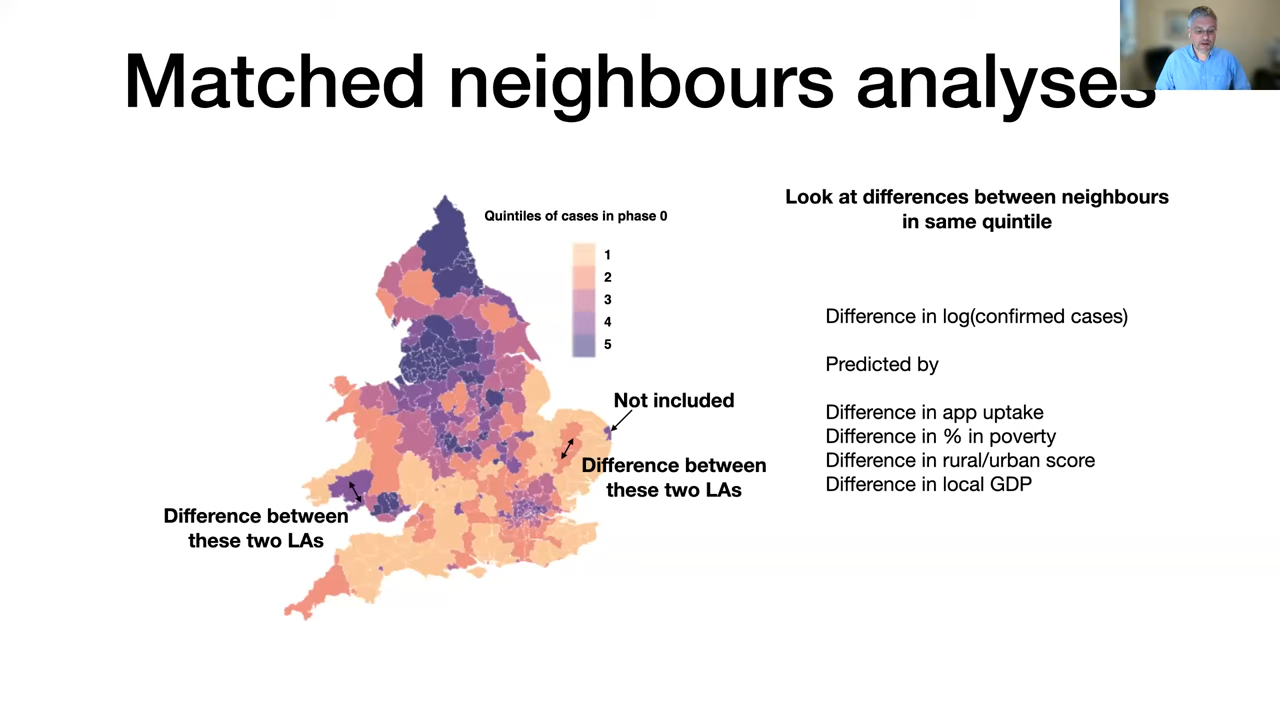 Matched neighbours analyses
Look at differences between neighbours
in same quintile
Quintiles of cases in phase 0
1
2
3
4
5
Difference in log(confirmed cases)
Predicted by
Not included
Difference in app uptake
Difference in % in poverty
Difference in rural/urban score
Difference in local GDP
Difference between
these two LAs
Difference between
these two LAs